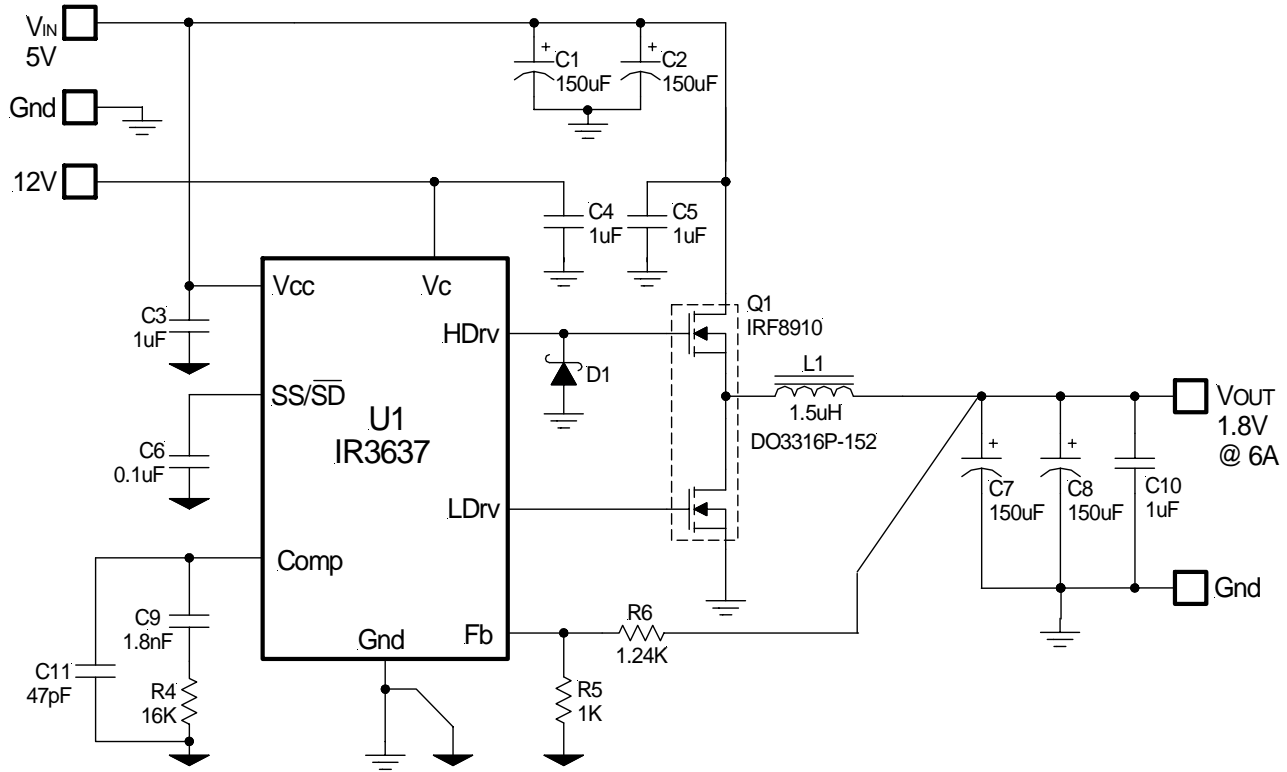 VIN
5V
+
C1
150uF
+
C2
150uF
Gnd
12V
C4
1uF
C5
1uF
Vcc
Vc
C3
1uF
HDrv
Q1
IRF8910
D1
L1
1.5uH
DO3316P-152
VOUT
1.8V
@ 6A
SS/SD
U1
IR3637
C6
0.1uF
+
C7
150uF
+
C8
150uF
C10
1uF
LDrv
Comp
Gnd
C9
1.8nF
R6
1.24K
Fb
Gnd
C11
47pF
R4
16K
R5
1K